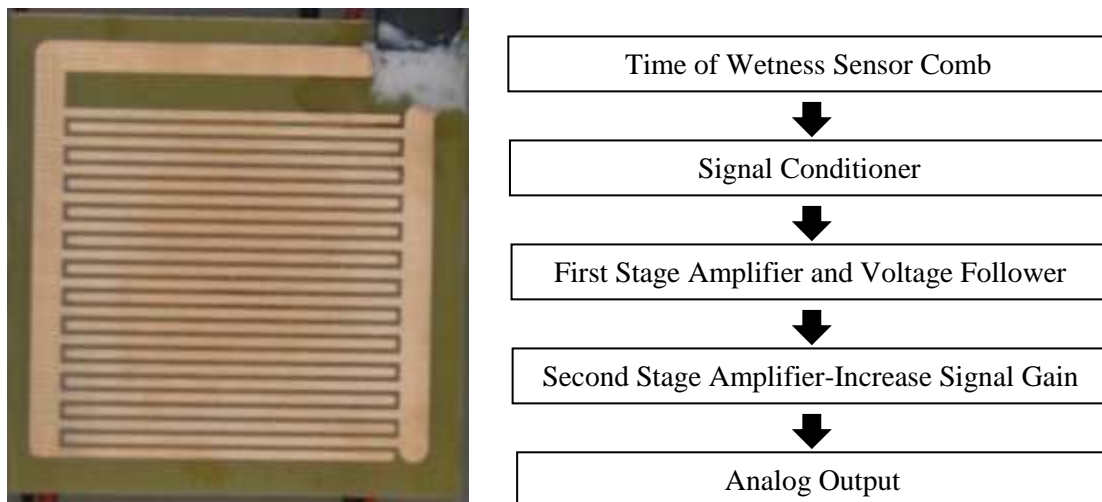 Time of Wetness Sensor Comb
Signal Conditioner
First Stage Amplifier and Voltage Follower
Second Stage Amplifier-Increase Signal Gain
Analog Output